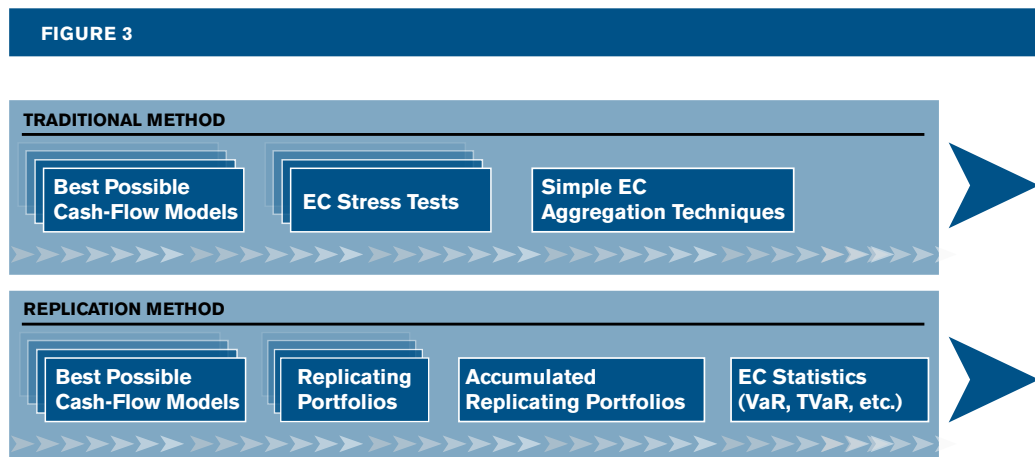 FIGURE 3
TRADITIONAL METHOD
Best Possible
Cash-Flow Models
EC Stress Tests
Simple EC
Aggregation Techniques
REPLICATION METHOD
Best Possible
Cash-Flow Models
Replicating
Portfolios
Accumulated
Replicating Portfolios
EC Statistics
(VaR, TVaR, etc.)